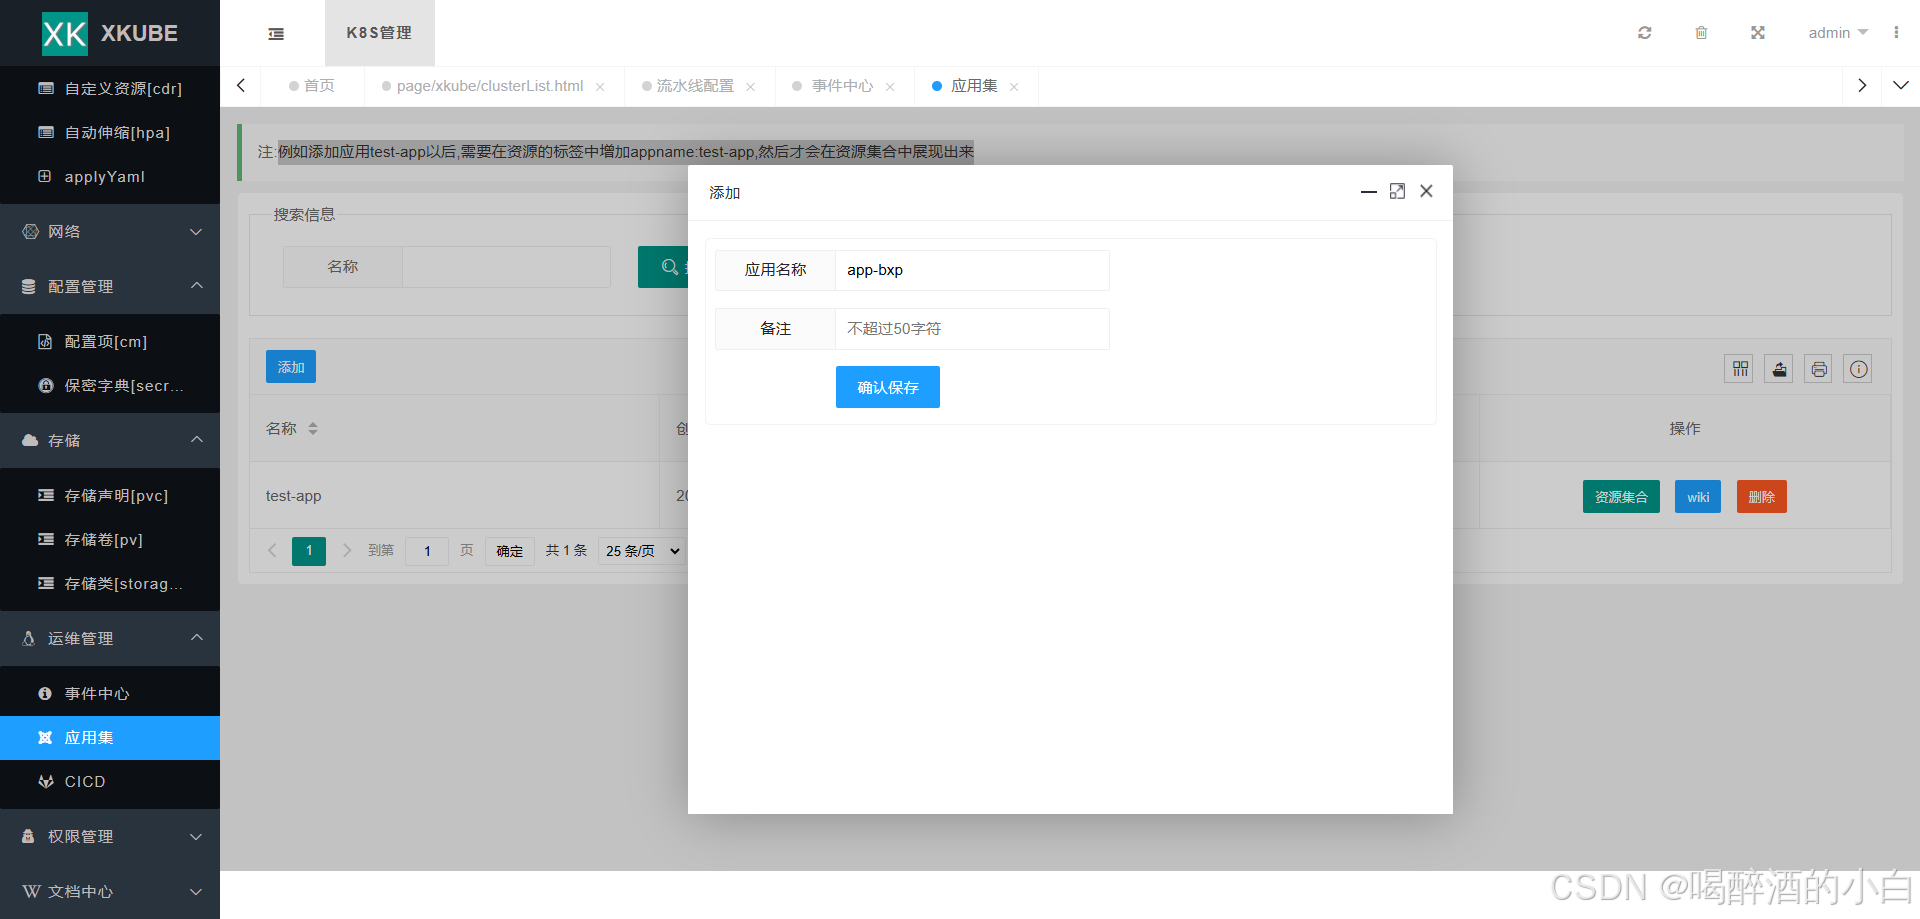 XK XKUBE
K8S管理
admin
首页
page/xkube/clusterList.html
流水线配置
事件中心
应用集
自定义资源[cdr]
自动伸缩[hpa]
applyYaml
网络
配置管理
配置项[cm]
保密字典[secr...
存储
存储声明[pvc]
存储卷[pv]
存储类[storag...
运维管理
事件中心
应用集
CICD
权限管理
文档中心
注:例如添加应用test-app以后,需要在资源的标签中增加appname:test-app,然后才会在资源集合中展现出来
搜索信息
名称
添加
名称
创
操作
test-app
20
资源集合
wiki
删除
1
到第
1
页
确定
共 1 条
25 条/页
添加
应用名称
app-bxp
备注
不超过50字符
确认保存
CSDN @喝醉酒的小白